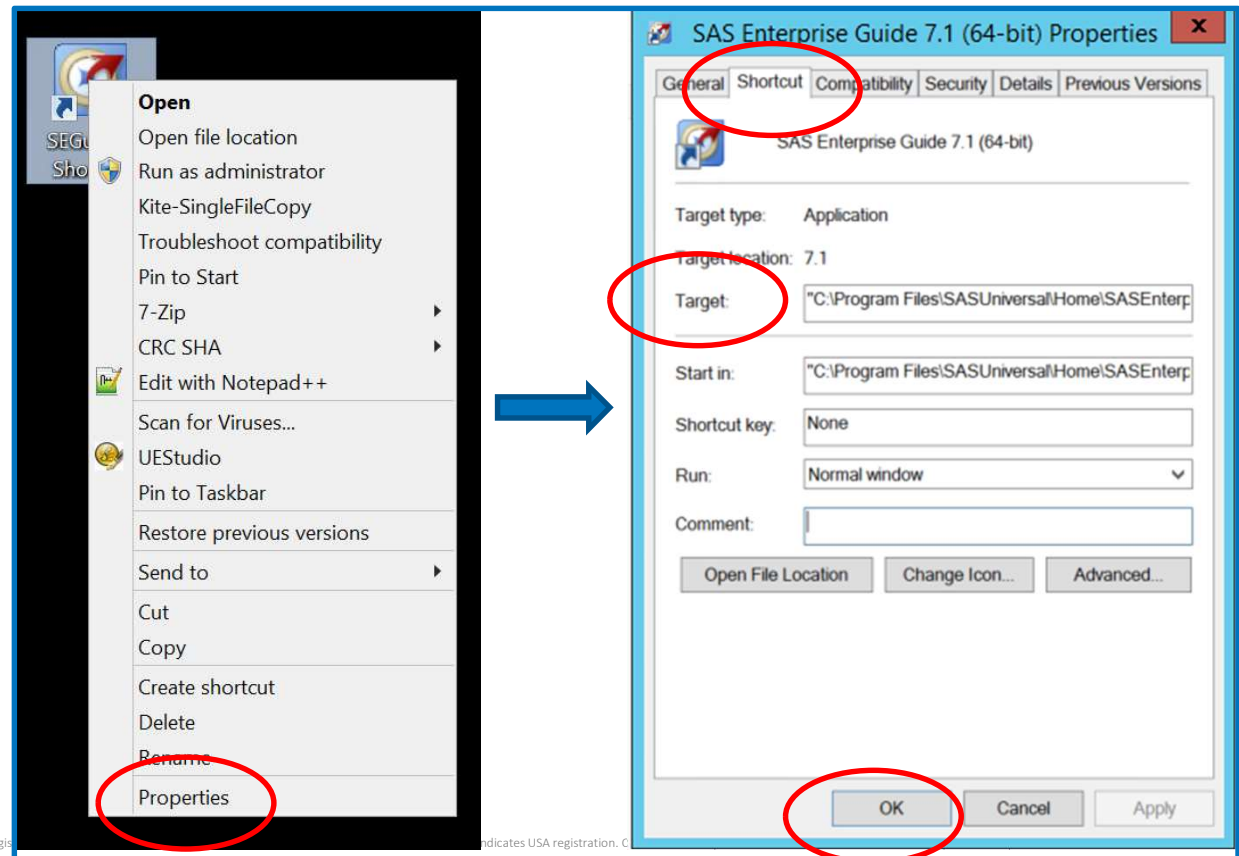 SEGu
Sho
Open
Open file location
Run as administrator
Kite-SingleFileCopy
Troubleshoot compatibility
Pin to Start
7-Zip
CRC SHA
Edit with Notepad++
Scan for Viruses...
UEStudio
Pin to Taskbar
Restore previous versions
Send to
Cut
Copy
Create shortcut
Delete
Rename
Properties
SAS Enterprise Guide 7.1 (64-bit) Properties
General Shortcut Compatibility Security Details Previous Versions
SAS Enterprise Guide 7.1 (64-bit)
Target type: Application
Target location: 7.1
Target: "C:\Program Files\SASUniversal\Home\SASEnterp
Start in: "C:\Program Files\SASUniversal\Home\SASEnterp
Shortcut key: None
Run: Normal window
Comment:
Open File Location Change Icon... Advanced...
OK Cancel Apply
gis ndicates USA registration. C